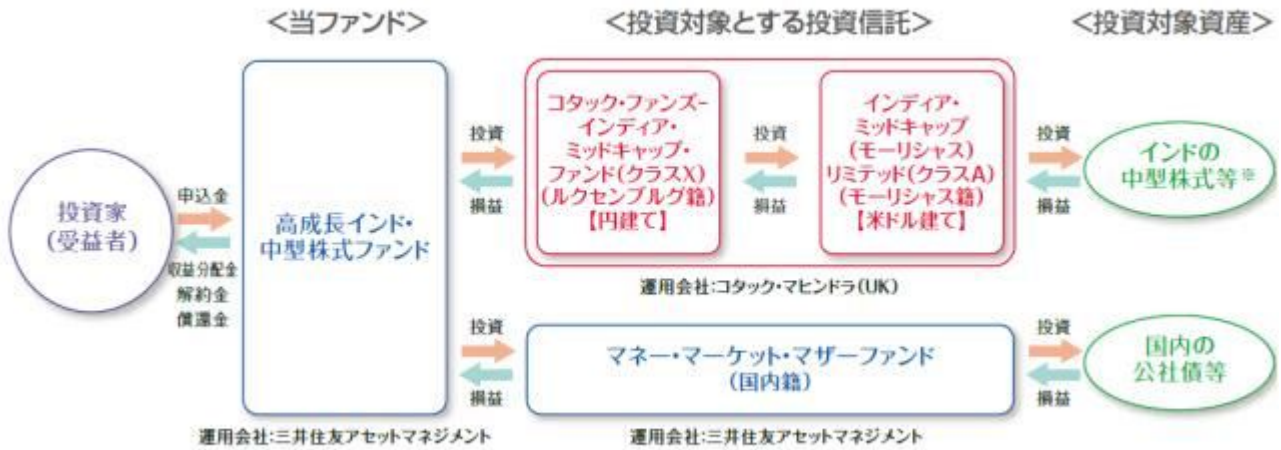 <当ファンド>
<投資対象とする投資信託>
<投資対象資産>
投資家
(受益者)
申込金
収益分配金
解約金
償還金
高成長インド・
中型株式ファンド
運用会社:三井住友アセットマネジメント
投資
損益
コタック・ファンズ-
インディア・
ミッドキャップ・
ファンド(クラスX)
(ルクセンブルグ籍)
【円建て】
投資
損益
インディア・
ミッドキャップ
(モーリシャス)
リミテッド(クラスA)
(モーリシャス籍)
【米ドル建て】
運用会社:コタック・マヒンドラ(UK)
投資
損益
インドの
中型株式等※
投資
損益
マネー・マーケット・マザーファンド
(国内籍)
運用会社:三井住友アセットマネジメント
投資
損益
国内の
公社債等